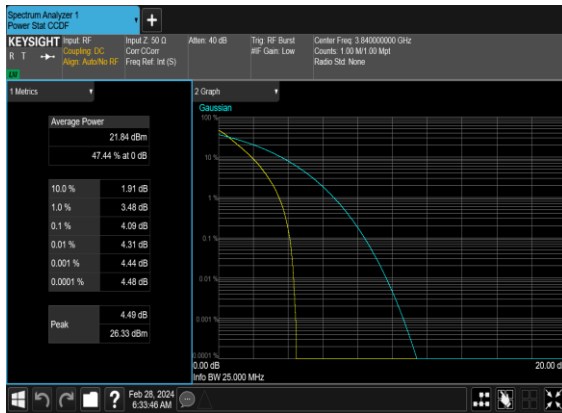 Spectrum Analyzer 1
Power Stat CCDF
+
KEYSIGHT
R T
LXI
Input: RF
Coupling: DC
Align: Auto/No RF
Input Z: 50 Ω
Corr CCorr
Freq Ref: Int (S)
Atten: 40 dB
Trig: RF Burst
#IF Gain: Low
Center Freq: 3.840000000 GHz
Counts: 1.00 M/1.00 Mpt
Radio Std: None
1 Metrics
Average Power
21.84 dBm
47.44 % at 0 dB
10.0 % 1.91 dB
1.0 % 3.48 dB
0.1 % 4.09 dB
0.01 % 4.31 dB
0.001 % 4.44 dB
0.0001 % 4.48 dB
Peak
4.49 dB
26.33 dBm
2 Graph
Gaussian
100 %
10 %
1 %
0.1 %
0.01 %
0.001 %
0.0001 %
0.00 dB
20.00 d
Info BW 25.000 MHz
?
Feb 28, 2024
6:33:46 AM